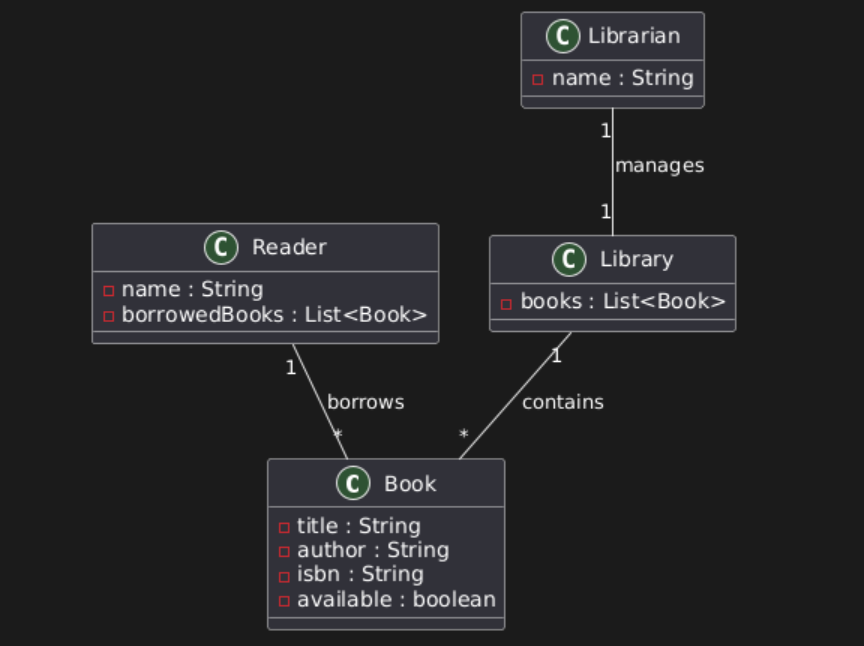 C Librarian
name : String
1
manages
1
C Reader
name : String
borrowedBooks : List<Book>
C Library
books : List<Book>
1
borrows
*
1
contains
*
C Book
title : String
author : String
isbn : String
available : boolean